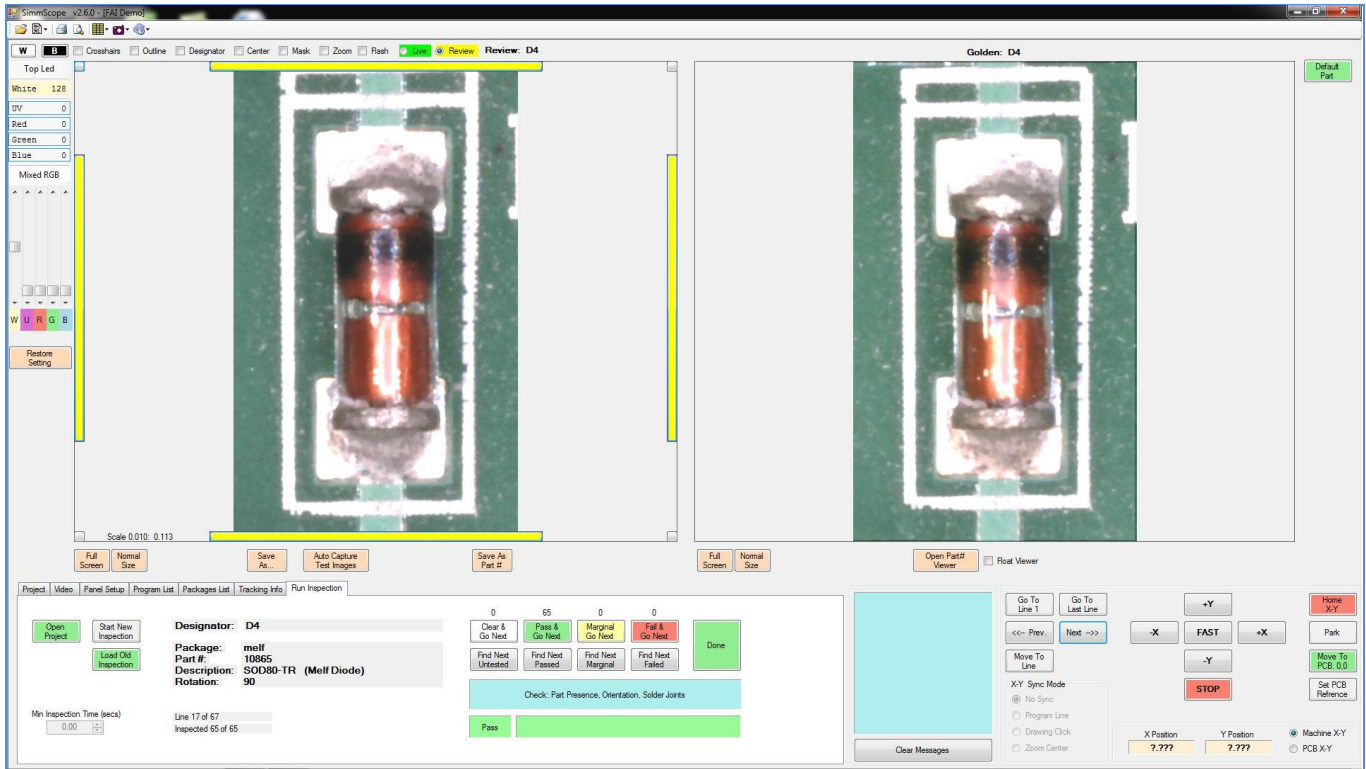 SimmScope v2.6.0 - [FAI Demo]
W B Crosshairs Outline Designator Center Mask Zoom Flash Live Review Review: D4
Golden: D4
Default
Part
Top Led
White 128
UV 0
Red 0
Green 0
Blue 0
Mixed RGB
W U R G B
Restore
Setting
Scale 0.010: 0.113
Full
Screen
Normal
Size
Save
As...
Auto Capture
Test Images
Save As
Part #
Full
Screen
Normal
Size
Open Part#
Viewer
Float Viewer
Project Video Panel Setup Program List Packages List Tracking Info Run Inspection
Open
Project
Start New
Inspection
Load Old
Inspection
Min Inspection Time (secs)
0.00
Designator: D4
Package: melf
Part #: 10865
Description: SOD80-TR (Melf Diode)
Rotation: 90
Line 17 of 67
Inspected 65 of 65
0 65 0 0
Clear &
Go Next
Pass &
Go Next
Marginal
Go Next
Fail &
Go Next
Find Next
Untested
Find Next
Passed
Find Next
Marginal
Find Next
Failed
Done
Check: Part Presence, Orientation, Solder Joints
Pass
Clear Messages
Go To
Line 1
Go To
Last Line
<<- Prev.
Next ->>
Move To
Line
X-Y Sync Mode
No Sync
Program Line
Drawing Click
Zoom Center
+Y
-X FAST +X
-Y
STOP
Home
X-Y
Park
Move To
PCB. 0,0
Set PCB
Refrence
X Position
?.???
Y Position
?.???
Machine X-Y
PCB X-Y